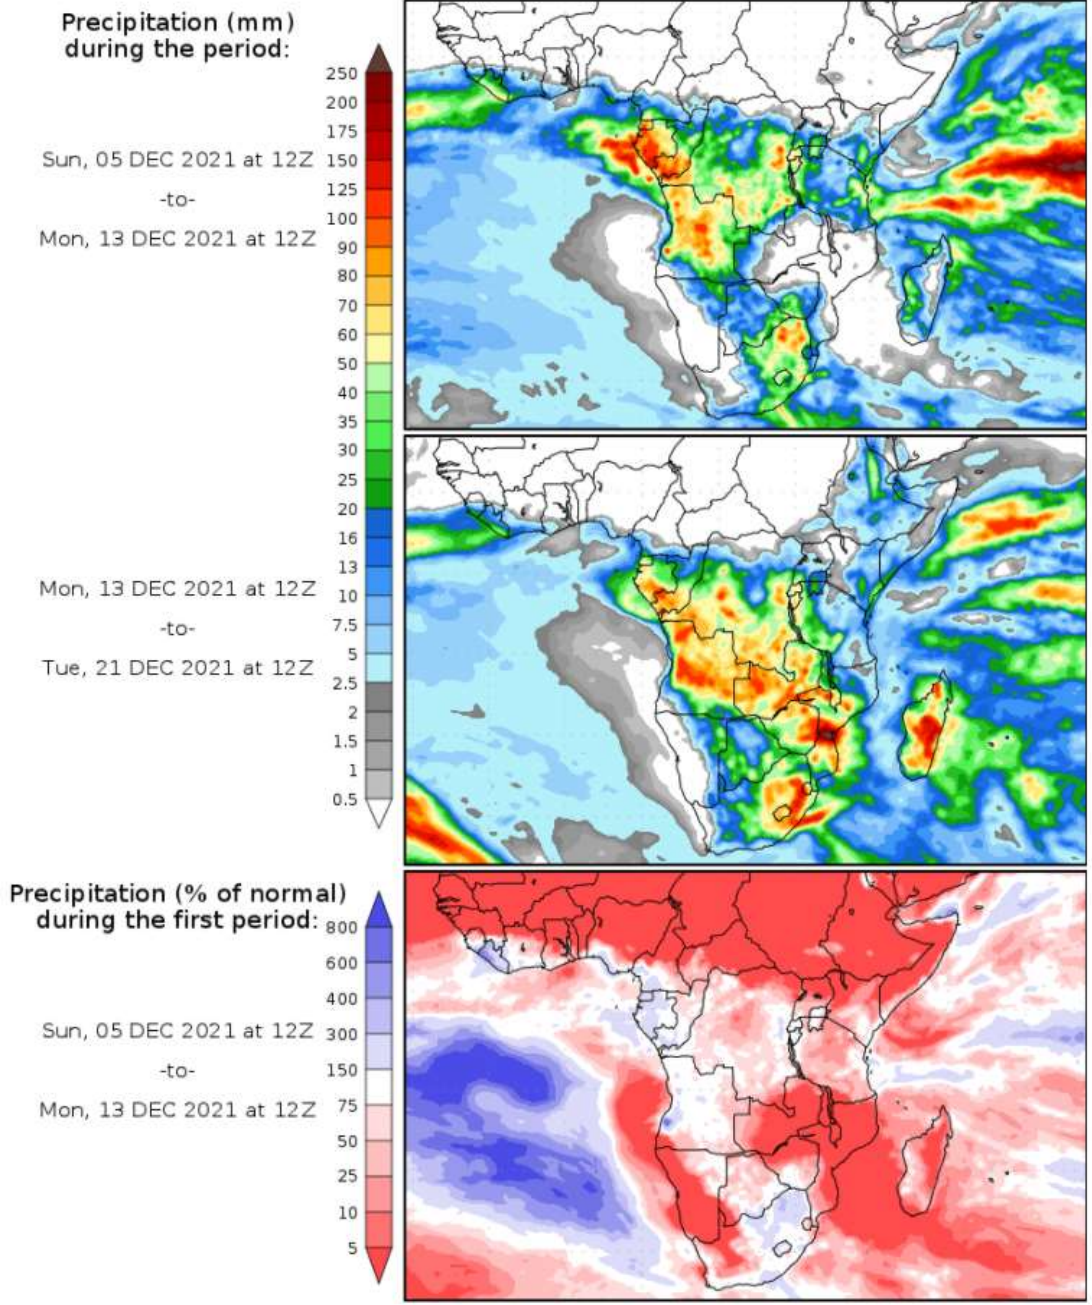 Precipitation (mm)
during the period:
250
200
175
150
125
100
90
80
70
60
50
40
35
30
25
20
16
13
10
7.5
5
2.5
2
1.5
1
0.5
Sun, 05 DEC 2021 at 12Z
-to-
Mon, 13 DEC 2021 at 12Z
Mon, 13 DEC 2021 at 12Z
-to-
Tue, 21 DEC 2021 at 12Z
Precipitation (% of normal)
during the first period:
800
600
400
300
150
75
50
25
10
5
Sun, 05 DEC 2021 at 12Z
-to-
Mon, 13 DEC 2021 at 12Z